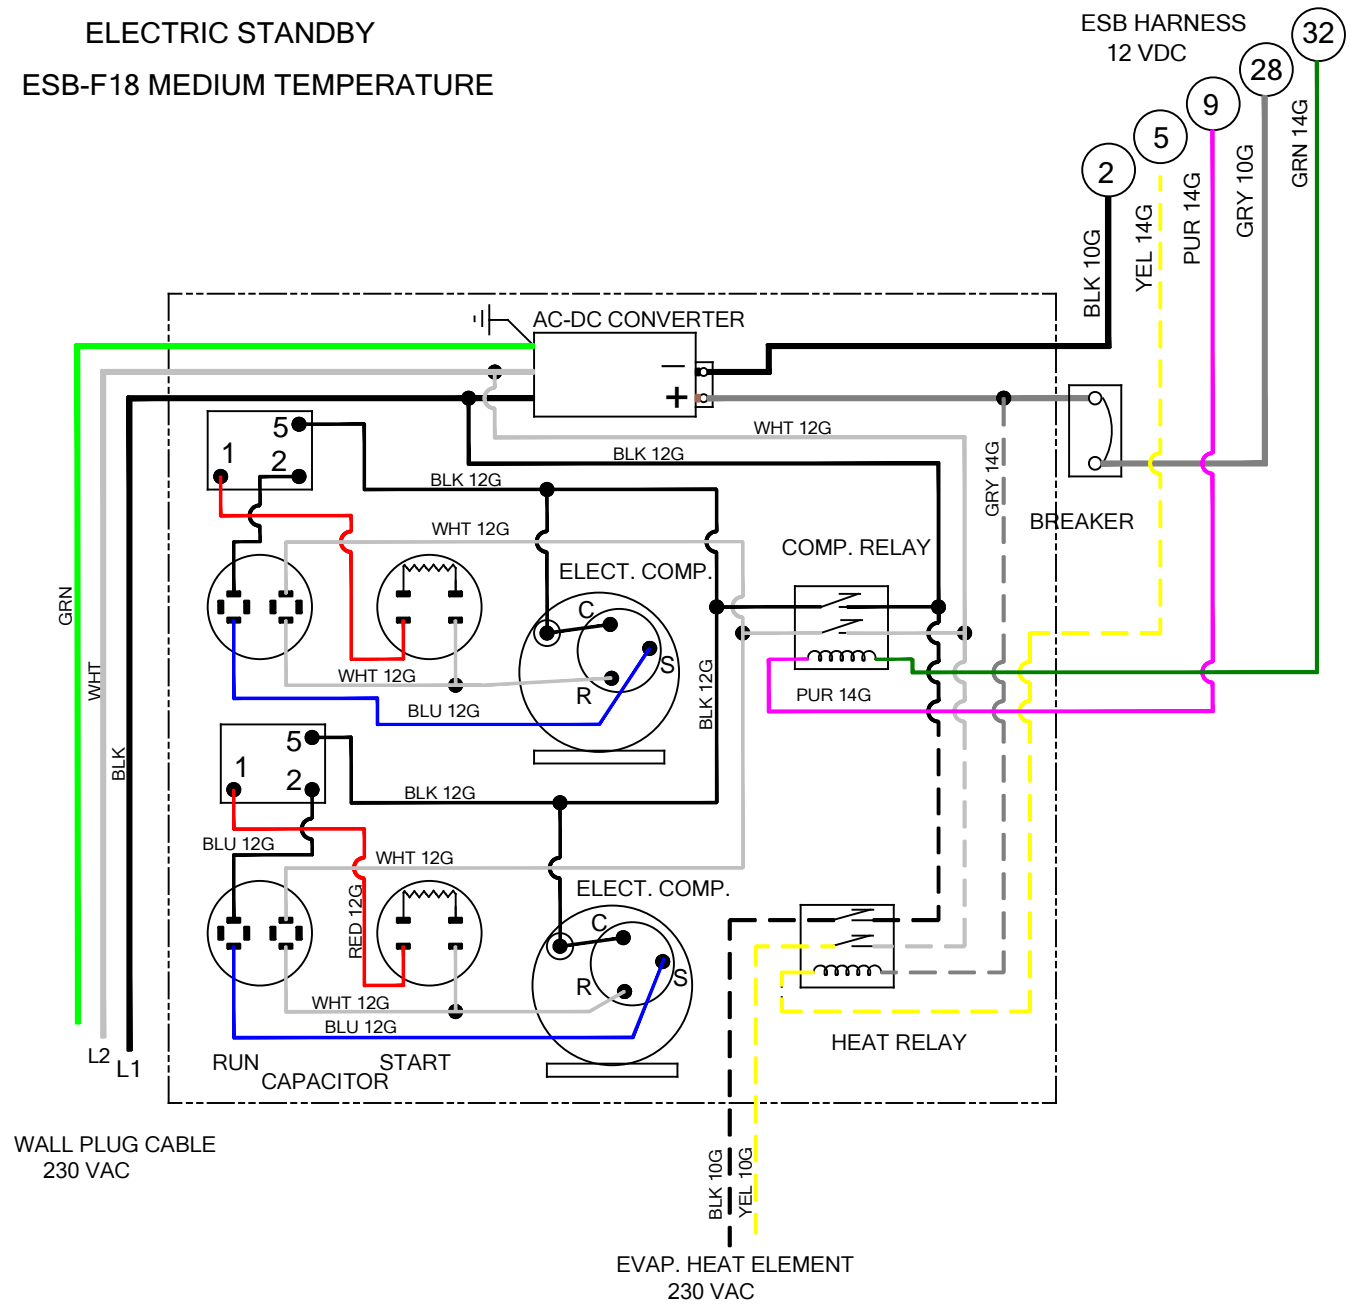 ELECTRIC STANDBY
ESB-F18 MEDIUM TEMPERATURE
ESB HARNESS
12 VDC
32
28
9
5
2
GRN 14G
GRY 10G
PUR 14G
YEL 14G
BLK 10G
AC-DC CONVERTER
–
+
WHT 12G
BLK 12G
BLK 12G
GRY 14G
BREAKER
5
1
2
WHT 12G
COMP. RELAY
ELECT. COMP.
C
S
R
GRN
WHT
BLK
WHT 12G
BLU 12G
BLK 12G
PUR 14G
5
1
2
BLK 12G
BLU 12G
WHT 12G
RED 12G
ELECT. COMP.
C
S
R
WHT 12G
BLU 12G
HEAT RELAY
L2
L1
RUN
START
CAPACITOR
WALL PLUG CABLE
230 VAC
BLK 10G
YEL 10G
EVAP. HEAT ELEMENT
230 VAC